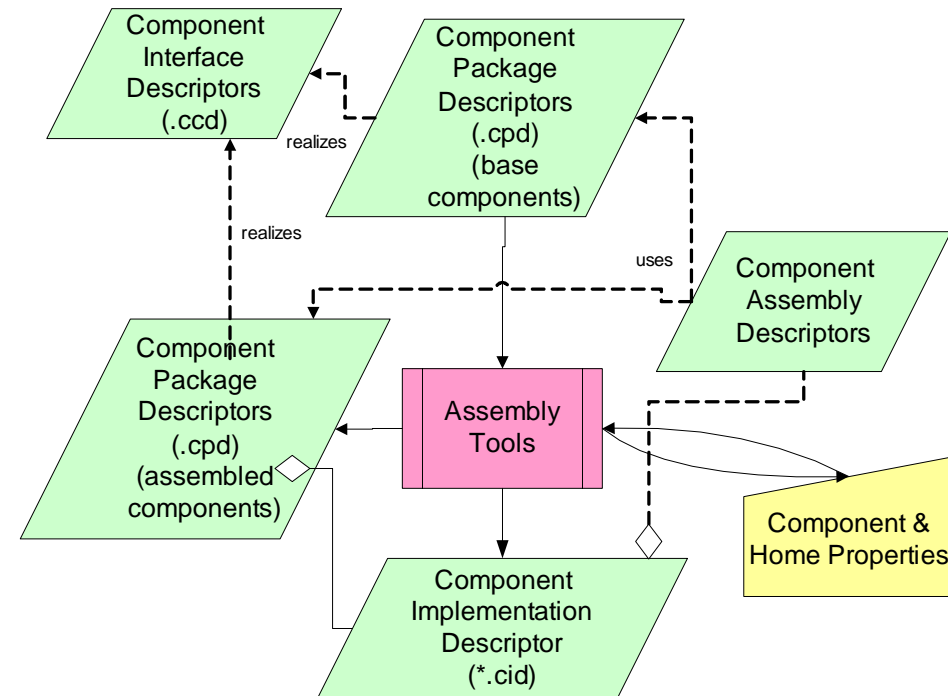 Component
Interface
Descriptors
(.ccd)
Component
Package
Descriptors
(.cpd)
(base
components)
realizes
realizes
uses
Component
Assembly
Descriptors
Component
Package
Descriptors
(.cpd)
(assembled
components)
Assembly
Tools
Component &
Home Properties
Component
Implementation
Descriptor
(*.cid)